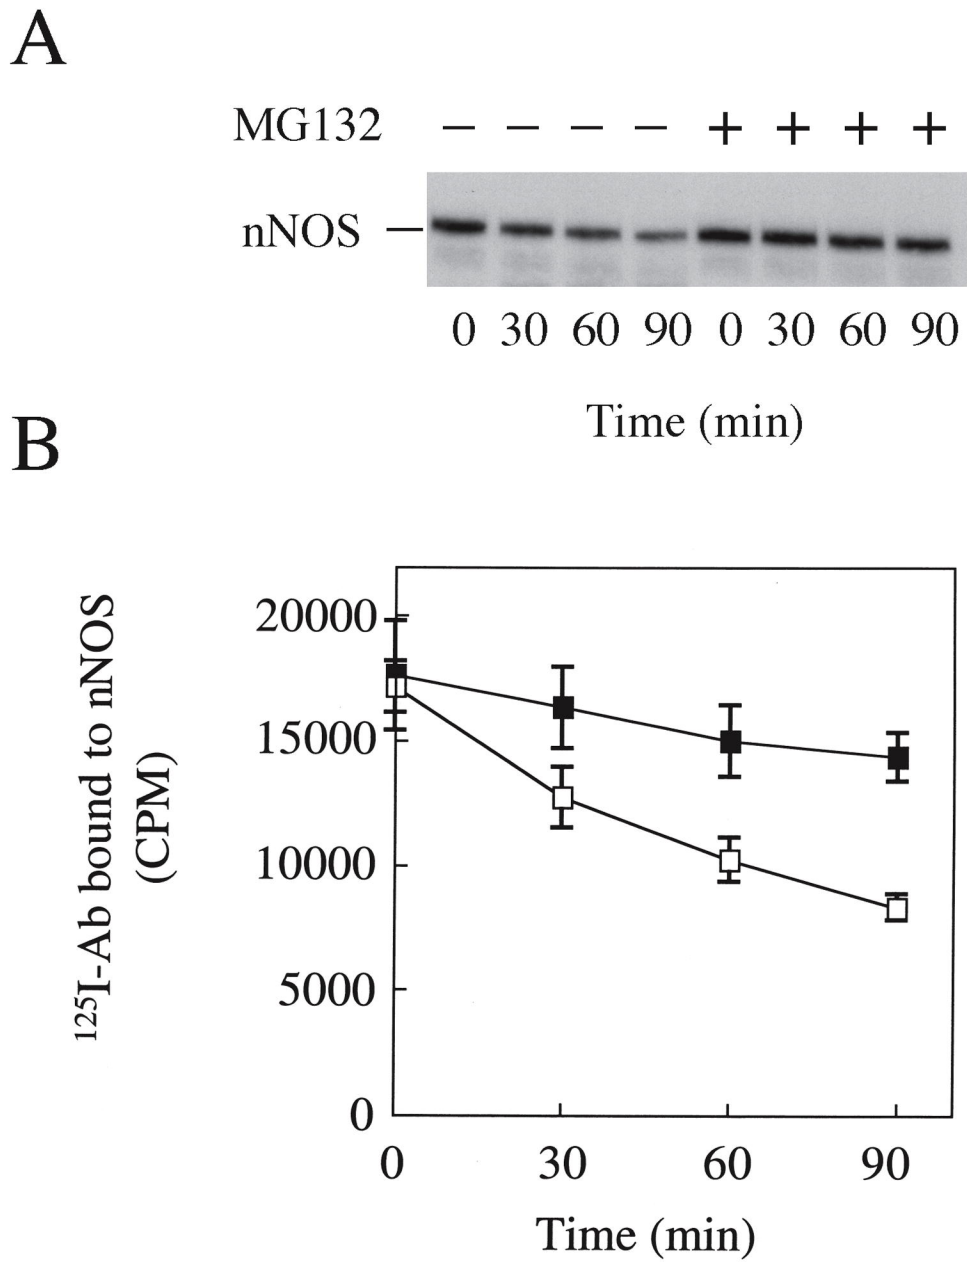 A
MG132 − − − − + + + +
nNOS
0 30 60 90 0 30 60 90
Time (min)
B
¹²⁵I-Ab bound to nNOS
(CPM)
20000
15000
10000
5000
0
0 30 60 90
Time (min)